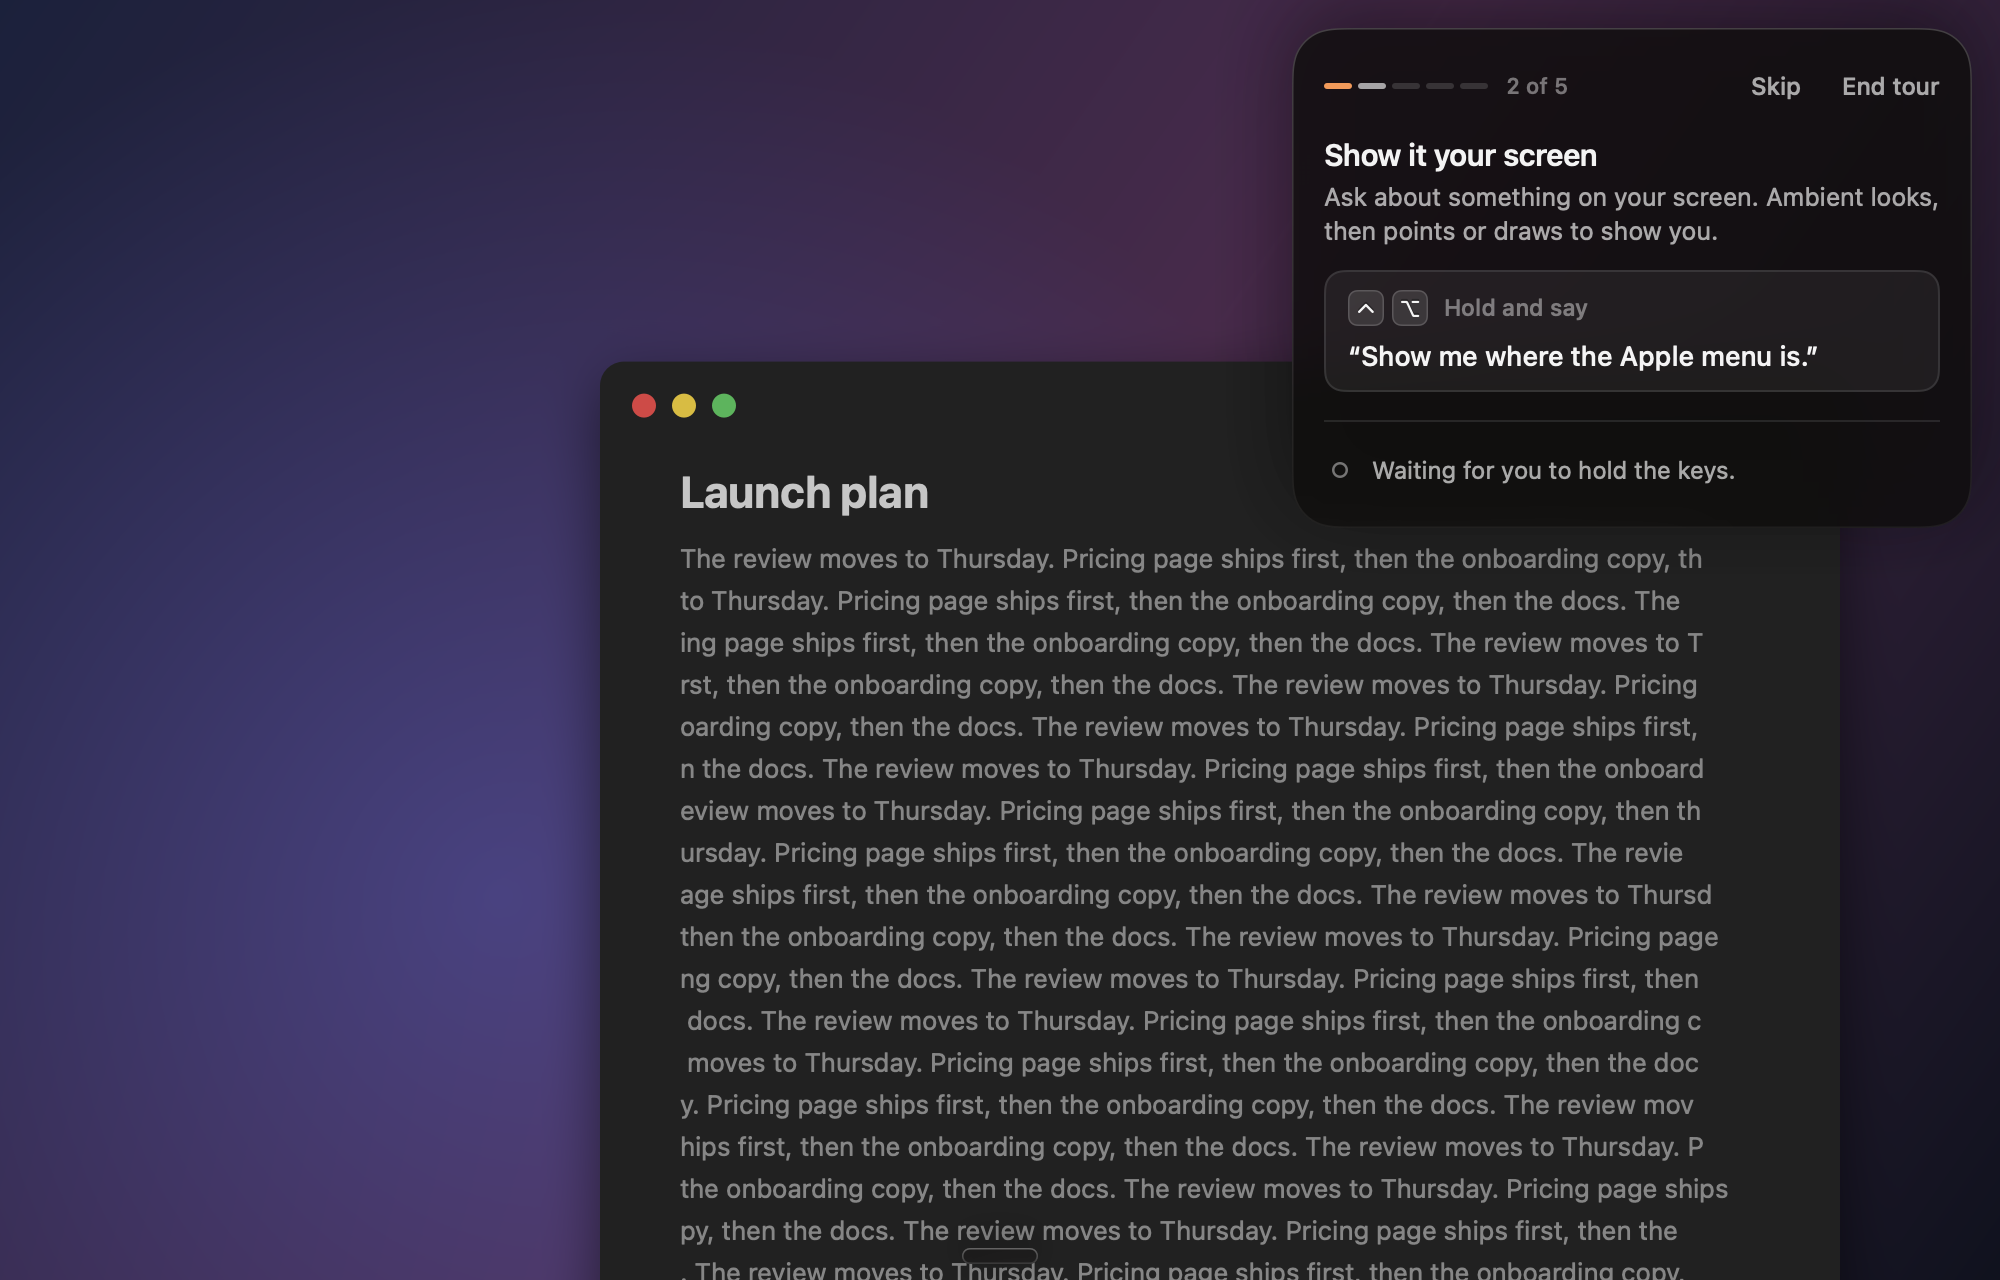 2 of 5
Skip
End tour
Show it your screen
Ask about something on your screen. Ambient looks,
then points or draws to show you.
Hold and say
“Show me where the Apple menu is.”
Waiting for you to hold the keys.
Launch plan
The review moves to Thursday. Pricing page ships first, then the onboarding copy, th
to Thursday. Pricing page ships first, then the onboarding copy, then the docs. The
ing page ships first, then the onboarding copy, then the docs. The review moves to T
rst, then the onboarding copy, then the docs. The review moves to Thursday. Pricing
oarding copy, then the docs. The review moves to Thursday. Pricing page ships first,
n the docs. The review moves to Thursday. Pricing page ships first, then the onboard
eview moves to Thursday. Pricing page ships first, then the onboarding copy, then th
ursday. Pricing page ships first, then the onboarding copy, then the docs. The revie
age ships first, then the onboarding copy, then the docs. The review moves to Thursd
then the onboarding copy, then the docs. The review moves to Thursday. Pricing page
ng copy, then the docs. The review moves to Thursday. Pricing page ships first, then
docs. The review moves to Thursday. Pricing page ships first, then the onboarding c
moves to Thursday. Pricing page ships first, then the onboarding copy, then the doc
y. Pricing page ships first, then the onboarding copy, then the docs. The review mov
hips first, then the onboarding copy, then the docs. The review moves to Thursday. P
the onboarding copy, then the docs. The review moves to Thursday. Pricing page ships
py, then the docs. The review moves to Thursday. Pricing page ships first, then the
. The review moves to Thursday. Pricing page ships first, then the onboarding copy,